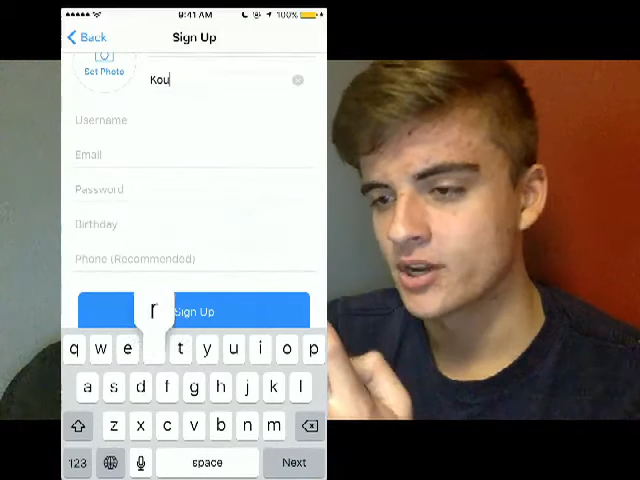 9:41 AM 100%
Back Sign Up
Set Photo
Kou
Username
Email
Password
Birthday
Phone (Recommended)
r
Sign Up
q w e t y u i o p
a s d f g h j k l
z x c v b n m
123 space Next